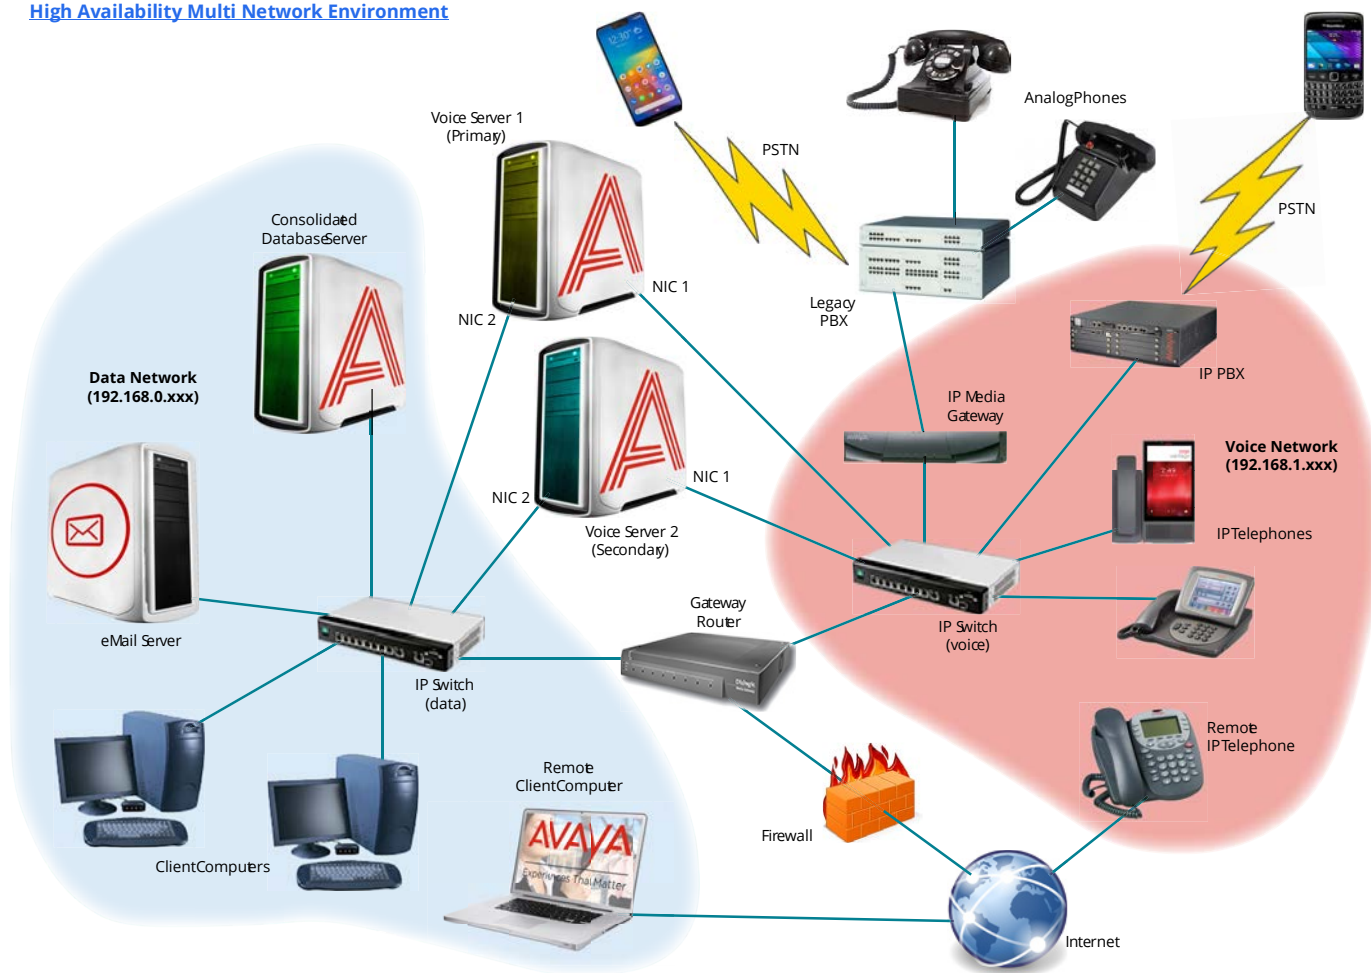 High Availability Multi Network Environment
Voice Server 1
(Primary)
PSTN
AnalogPhones
PSTN
Consolidated
DatabaseServer
NIC 1
NIC 2
Legacy
PBX
Data Network
(192.168.0.xxx)
IP PBX
IP Media
Gateway
Voice Network
(192.168.1.xxx)
NIC 1
NIC 2
Voice Server 2
(Secondary)
IPTelephones
eMail Server
Gateway
Router
IP Switch
(voice)
IP Switch
(data)
Remote
IPTelephone
Remote
ClientComputer
Firewall
AVAYA
Experiences That Matter
ClientComputers
Internet